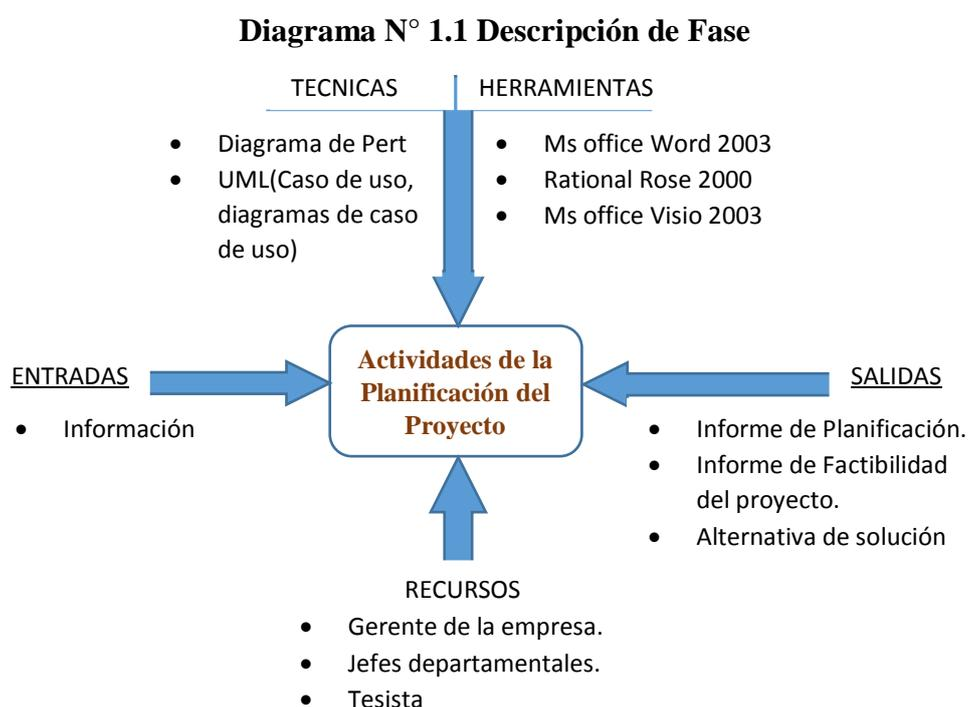 Diagrama N° 1.1 Descripción de Fase
TECNICAS
• Diagrama de Pert
• UML(Caso de uso,
diagramas de caso
de uso)
HERRAMIENTAS
• Ms office Word 2003
• Rational Rose 2000
• Ms office Visio 2003
ENTRADAS
• Información
Actividades de la
Planificación del
Proyecto
SALIDAS
• Informe de Planificación.
• Informe de Factibilidad
del proyecto.
• Alternativa de solución
RECURSOS
• Gerente de la empresa.
• Jefes departamentales.
• Tesista